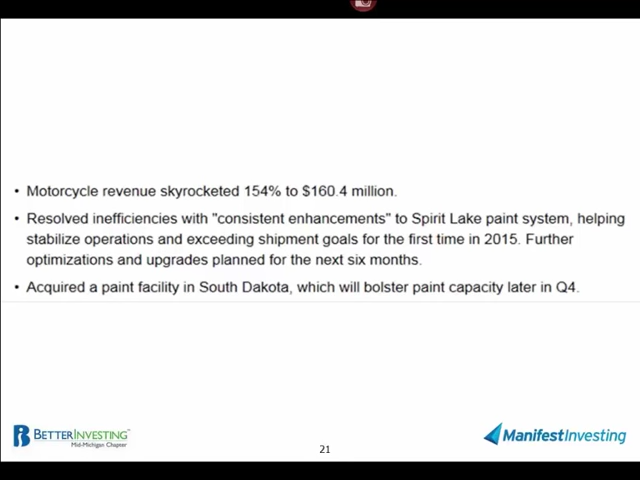 • Motorcycle revenue skyrocketed 154% to $160.4 million.
• Resolved inefficiencies with "consistent enhancements" to Spirit Lake paint system, helping
stabilize operations and exceeding shipment goals for the first time in 2015. Further
optimizations and upgrades planned for the next six months.
• Acquired a paint facility in South Dakota, which will bolster paint capacity later in Q4.
BETTERINVESTING™
Mid-Michigan Chapter
21
ManifestInvesting